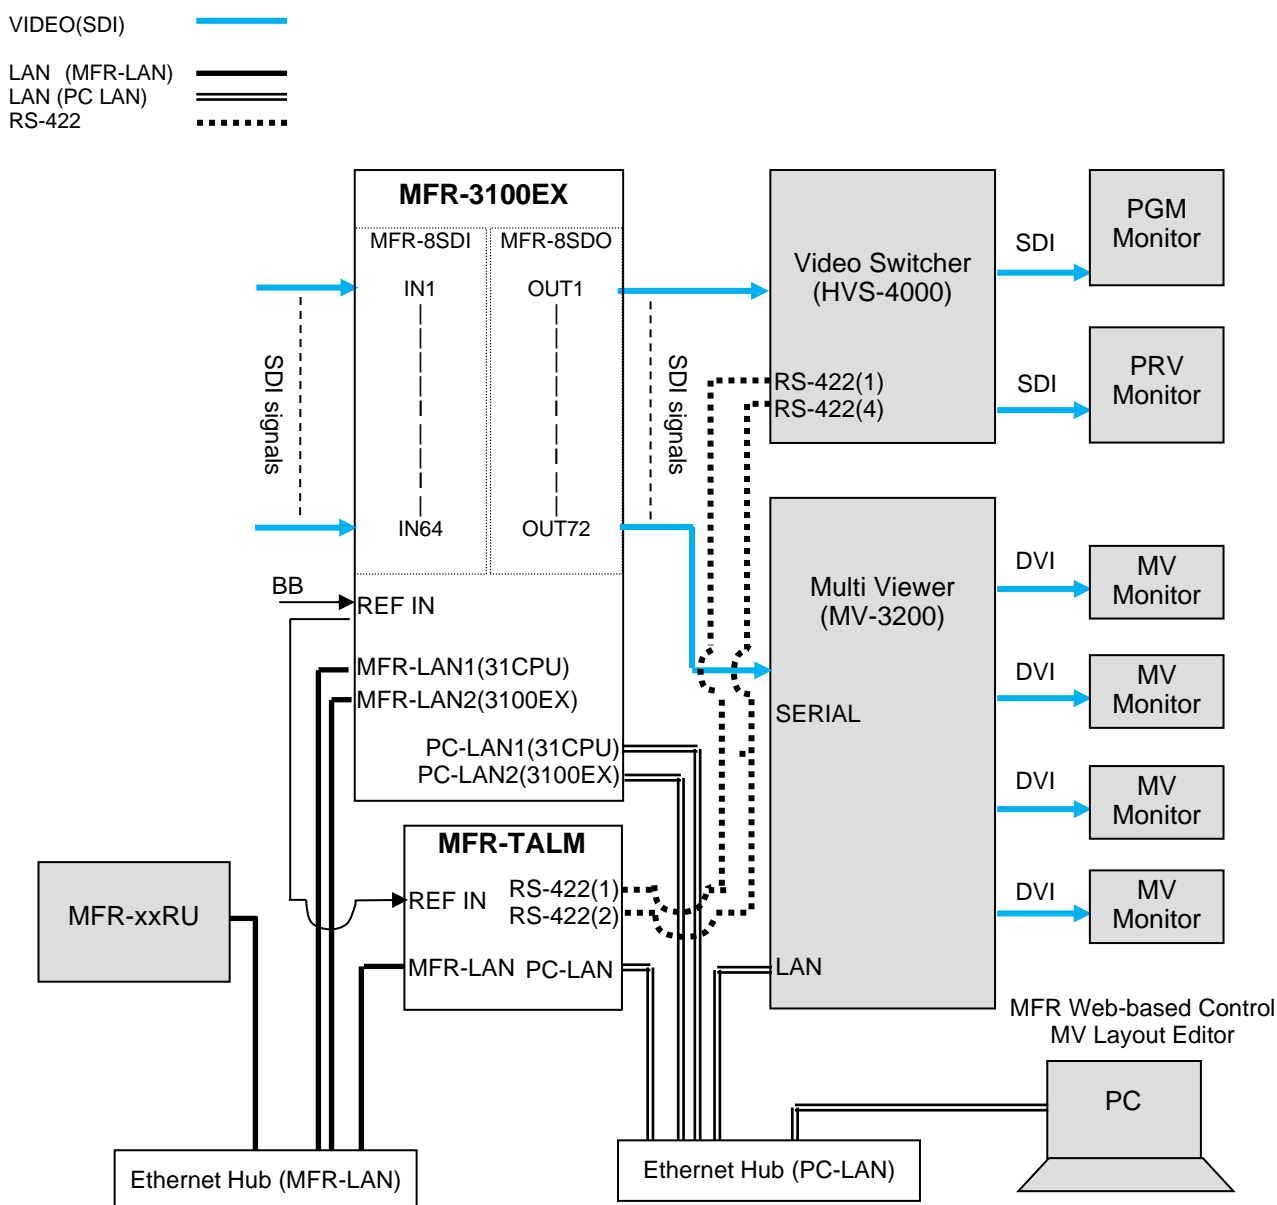 VIDEO(SDI)
LAN (MFR-LAN)
LAN (PC LAN)
RS-422
MFR-3100EX
MFR-8SDI
MFR-8SDO
IN1
OUT1
IN64
OUT72
SDI signals
SDI signals
BB
REF IN
MFR-LAN1(31CPU)
MFR-LAN2(3100EX)
PC-LAN1(31CPU)
PC-LAN2(3100EX)
Video Switcher
(HVS-4000)
RS-422(1)
RS-422(4)
SDI
PGM
Monitor
SDI
PRV
Monitor
Multi Viewer
(MV-3200)
SERIAL
LAN
DVI
MV
Monitor
DVI
MV
Monitor
DVI
MV
Monitor
DVI
MV
Monitor
MFR-TALM
REF IN
RS-422(1)
RS-422(2)
MFR-LAN
PC-LAN
MFR-xxRU
MFR Web-based Control
MV Layout Editor
PC
Ethernet Hub (MFR-LAN)
Ethernet Hub (PC-LAN)